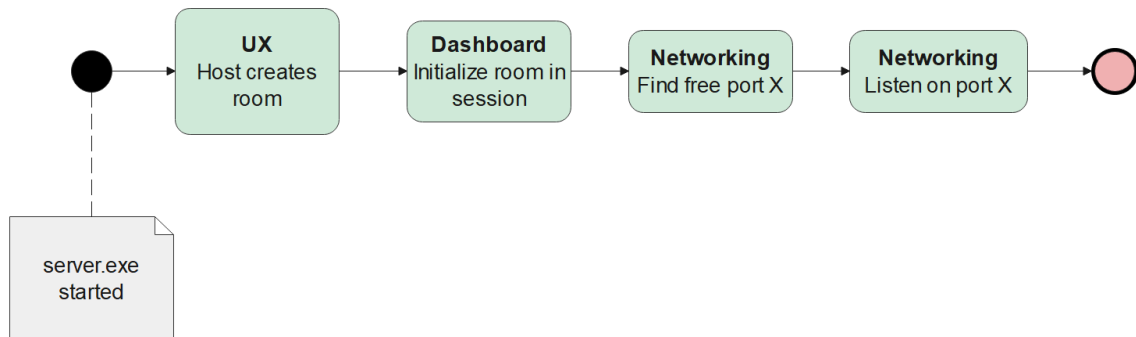 UX
Host creates
room
Dashboard
Initialize room in
session
Networking
Find free port X
Networking
Listen on port X
server.exe
started